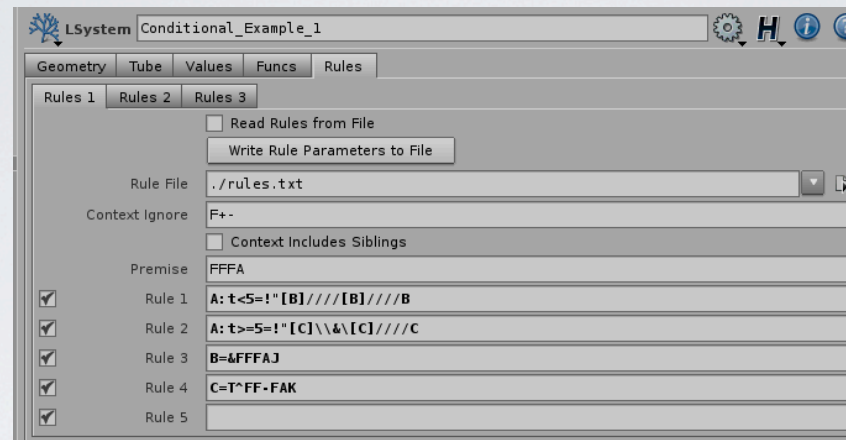 LSystem Conditional_Example_1
Geometry Tube Values Funcs Rules
Rules 1 Rules 2 Rules 3
Read Rules from File
Write Rule Parameters to File
Rule File ./rules.txt
Context Ignore F+-
Context Includes Siblings
Premise FFFA
Rule 1 A:t<5=!"[B]////[B]////B
Rule 2 A:t>=5=!"[C]\\&\[C]////C
Rule 3 B=&FFFAJ
Rule 4 C=T^FF-FAK
Rule 5